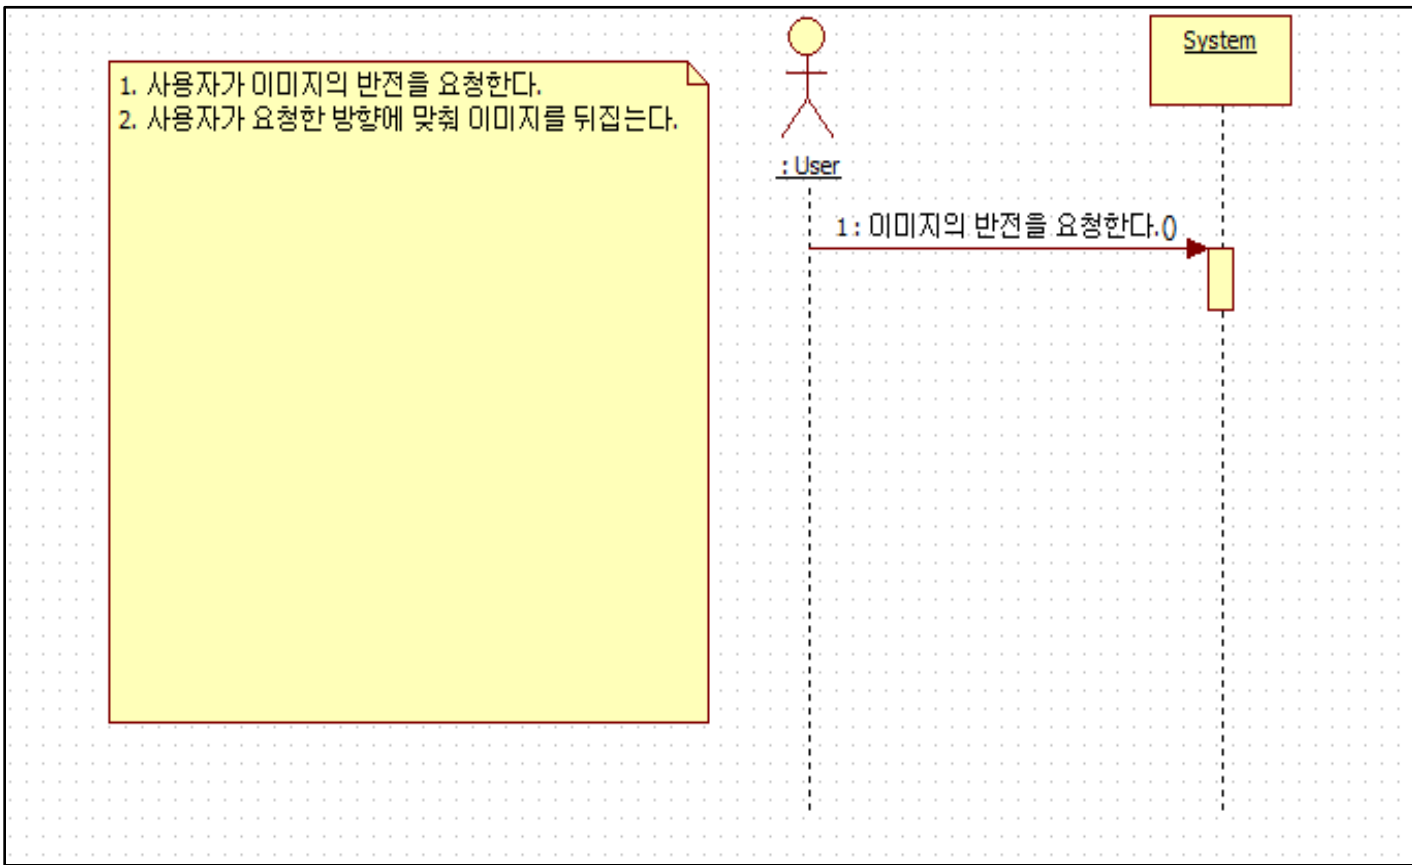 1. 사용자가 이미지의 반전을 요청한다.
2. 사용자가 요청한 방향에 맞춰 이미지를 뒤집는다.
: User
System
1 : 이미지의 반전을 요청한다.()